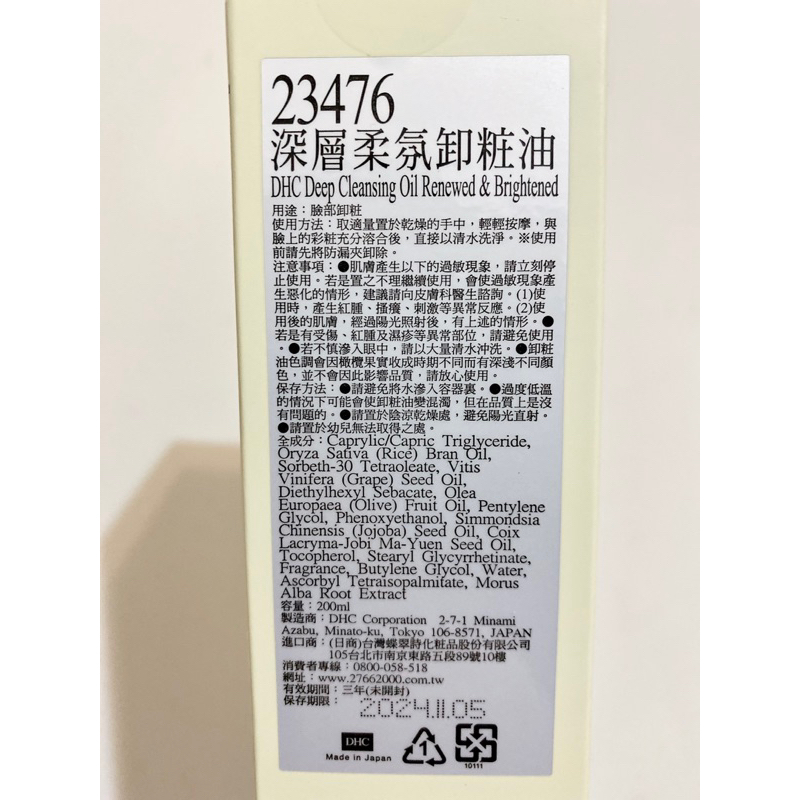 23476
深層柔氛卸粧油
DHC Deep Cleansing Oil Renewed & Brightened
用途：臉部卸粧
使用方法：取適量置於乾燥的手中，輕輕按摩，與
臉上的彩粧充分溶合後，直接以清水洗淨。※使用
前請先將防漏夾卸除。
注意事項：●肌膚產生以下的過敏現象，請立刻停
止使用。若是置之不理繼續使用，會使過敏現象產
生惡化的情形，建議請向皮膚科醫生諮詢。(1)使
用時，產生紅腫、搔癢、刺激等異常反應。(2)使
用後的肌膚，經過陽光照射後，有上述的情形。●
若是有受傷、紅腫及濕疹等異常部位，請避免使用
。●若不慎滲入眼中，請以大量清水沖洗。●卸粧
油色調會因橄欖果實收成時期不同而有深淺不同顏
色，並不會因此影響品質，請放心使用。
保存方法：●請避免將水滲入容器裏。●過度低溫
的情況下可能會使卸粧油變混濁，但在品質上是沒
有問題的。●請置於陰涼乾燥處，避免陽光直射。
●請置於幼兒無法取得之處。
全成分：Caprylic/Capric Triglyceride,
Oryza Sativa (Rice) Bran Oil,
Sorbeth-30 Tetraoleate, Vitis
Vinifera (Grape) Seed Oil,
Diethylhexyl Sebacate, Olea
Europaea (Olive) Fruit Oil, Pentylene
Glycol, Phenoxyethanol, Simmondsia
Chinensis (Jojoba) Seed Oil, Coix
Lacryma-Jobi Ma-Yuen Seed Oil,
Tocopherol, Stearyl Glycyrrhetinate,
Fragrance, Butylene Glycol, Water,
Ascorbyl Tetraisopalmitate, Morus
Alba Root Extract
容量：200ml
製造商：DHC Corporation 2-7-1 Minami
Azabu, Minato-ku, Tokyo 106-8571, JAPAN
進口商：(日商)台灣蝶翠詩化粧品股份有限公司
105台北市南京東路五段89號10樓
消費者專線：0800-058-518
網址：www.27662000.com.tw
有效期間：三年(未開封)
保存期限：2024.11.05
DHC
Made in Japan
1
10111